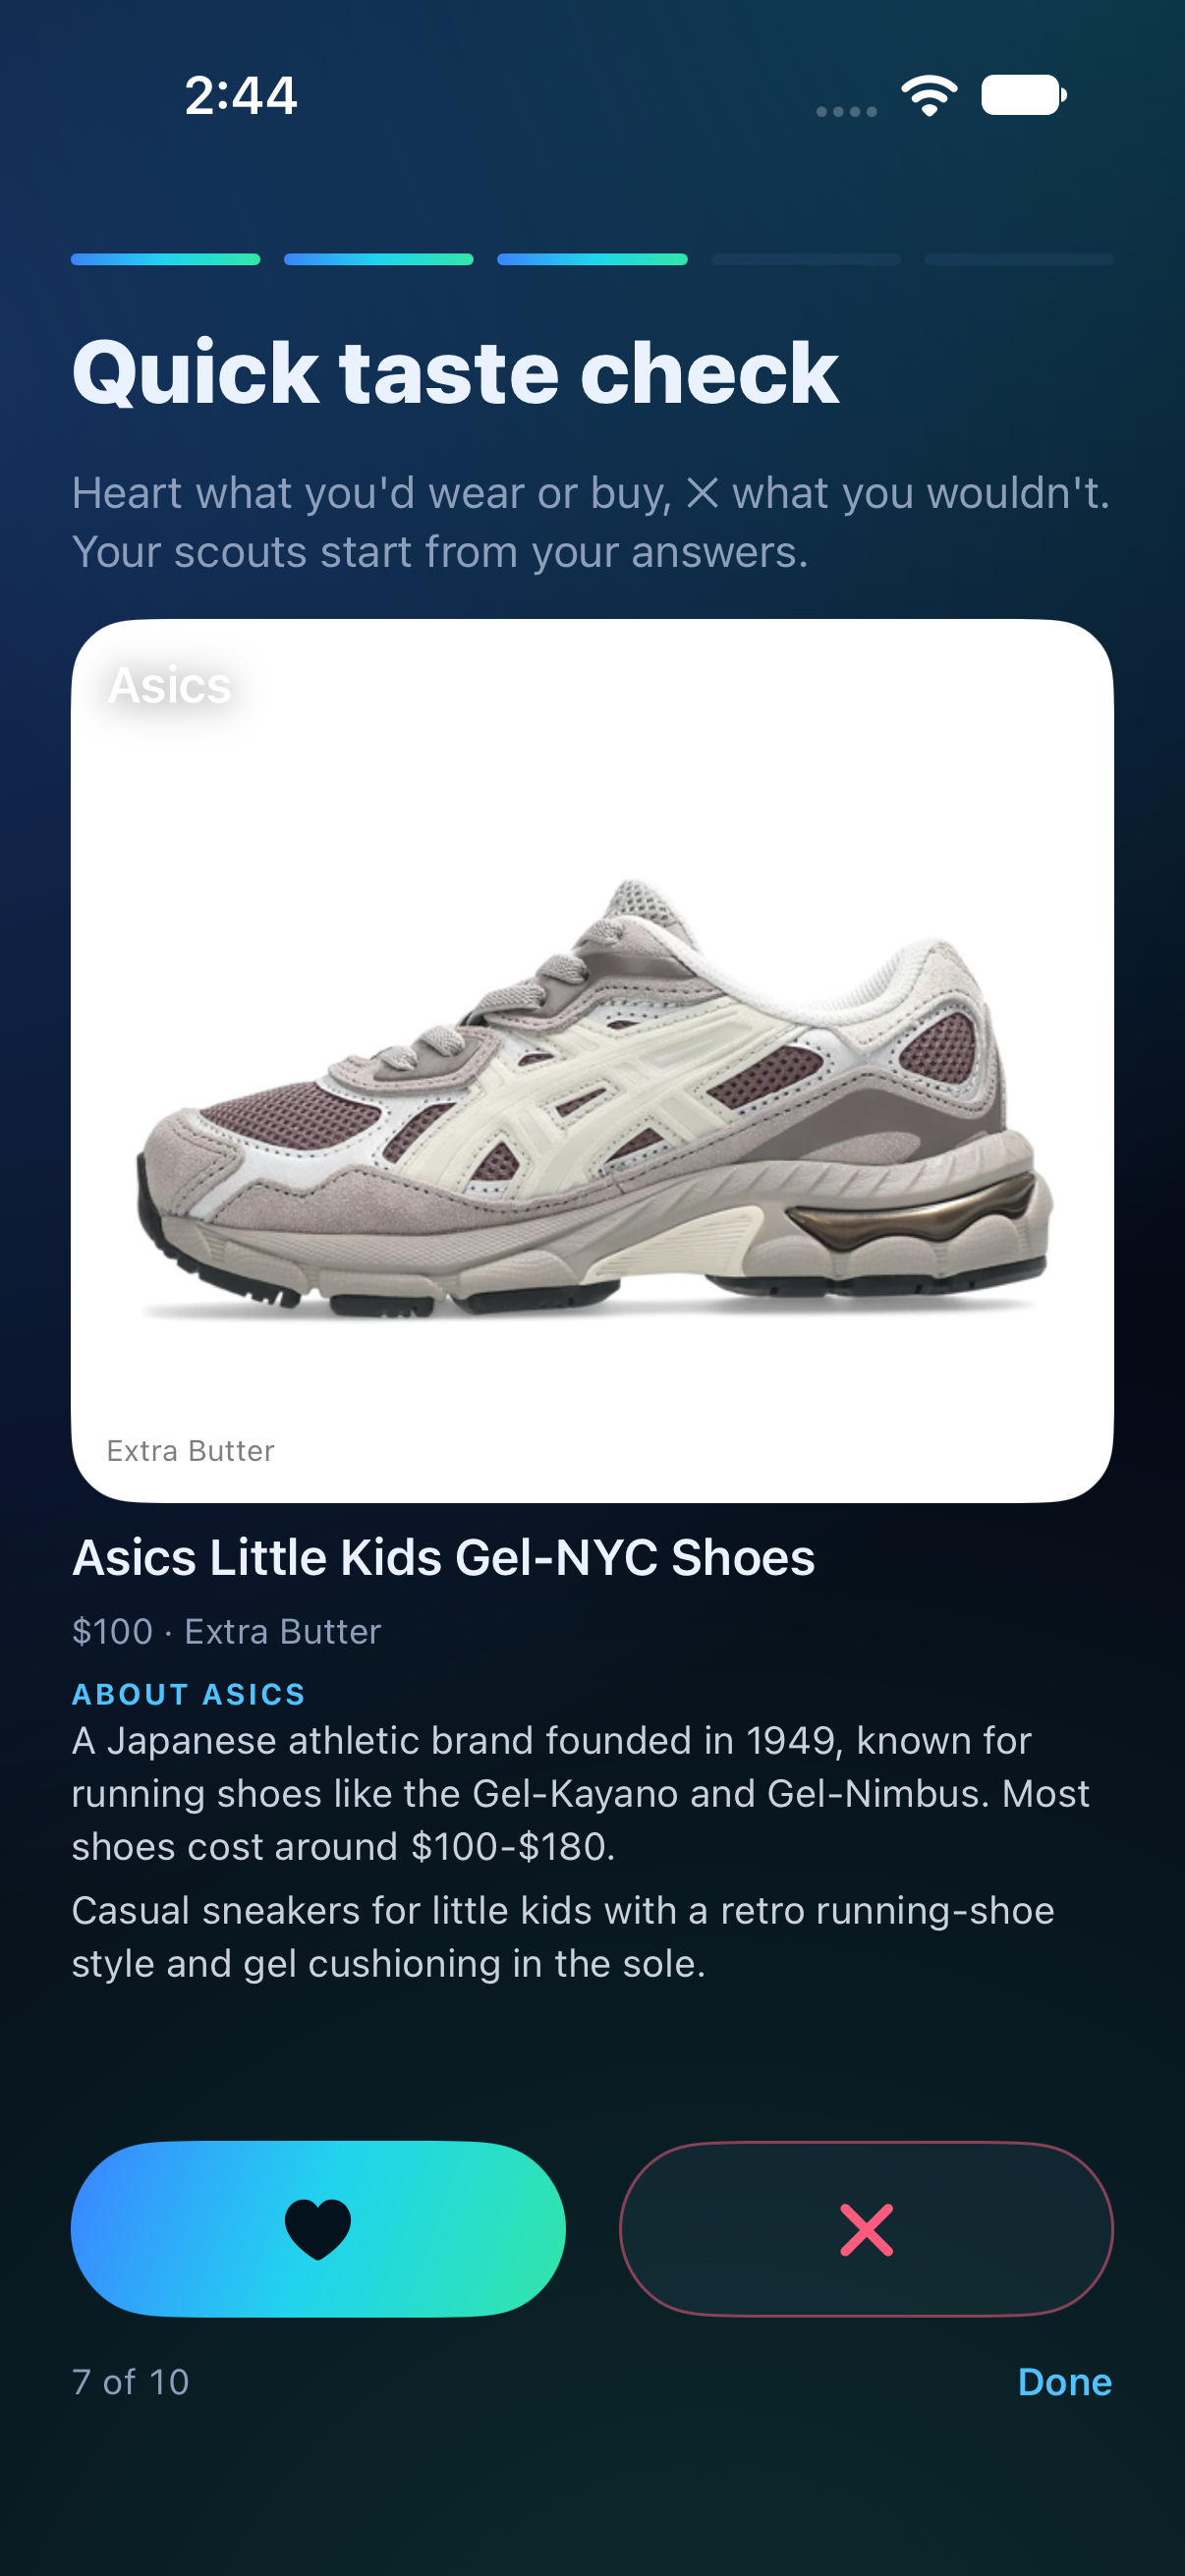 2:44
Quick taste check
Heart what you'd wear or buy, ✕ what you wouldn't.
Your scouts start from your answers.
Asics
Extra Butter
Asics Little Kids Gel-NYC Shoes
$100 · Extra Butter
ABOUT ASICS
A Japanese athletic brand founded in 1949, known for
running shoes like the Gel-Kayano and Gel-Nimbus. Most
shoes cost around $100-$180.
Casual sneakers for little kids with a retro running-shoe
style and gel cushioning in the sole.
7 of 10
Done